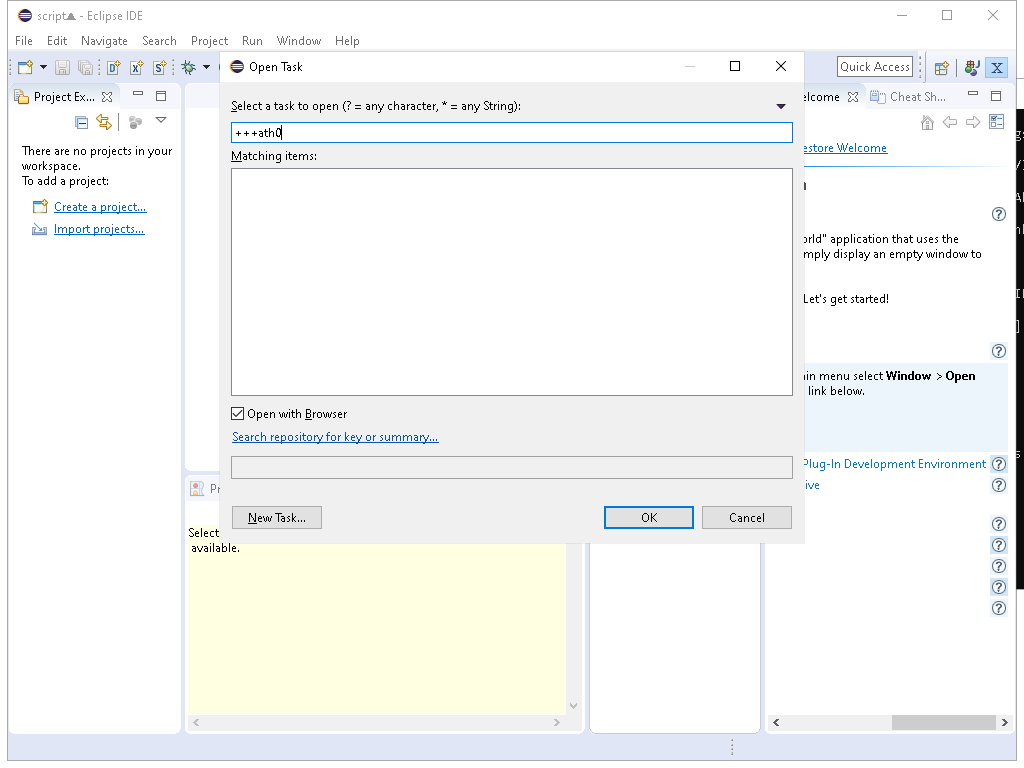 script▲ - Eclipse IDE
File Edit Navigate Search Project Run Window Help
Quick Access
Project Ex...
There are no projects in your
workspace.
To add a project:
Create a project...
Import projects...
Open Task
Select a task to open (? = any character, * = any String):
+++ath0
Matching items:
Open with Browser
Search repository for key or summary...
New Task...
OK
Cancel
elcome
Cheat Sh...
estore Welcome
orld" application that uses the
mply display an empty window to
Let's get started!
in menu select Window > Open
link below.
Plug-In Development Environment
ive
Pr
Select
available.